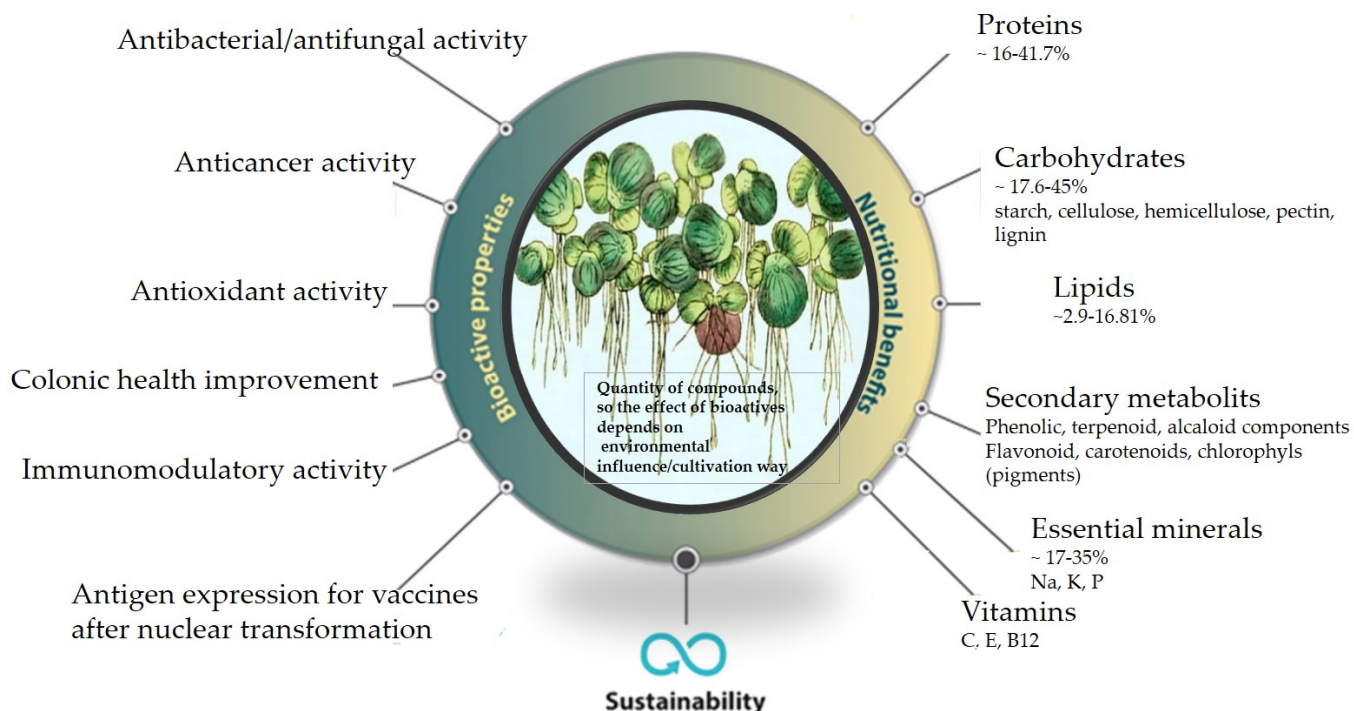 Antibacterial/antifungal activity
Anticancer activity
Antioxidant activity
Colonic health improvement
Immunomodulatory activity
Antigen expression for vaccines
after nuclear transformation
Bioactive properties
Quantity of compounds,
so the effect of bioactives
depends on
environmental
influence/cultivation way
Nutritional benefits
Proteins
~ 16-41.7%
Carbohydrates
~ 17.6-45%
starch, cellulose, hemicellulose, pectin,
lignin
Lipids
~2.9-16.81%
Secondary metabolits
Phenolic, terpenoid, alcaloid components
Flavonoid, carotenoids, chlorophyls
(pigments)
Essential minerals
~ 17-35%
Na, K, P
Vitamins
C, E, B12
Sustainability